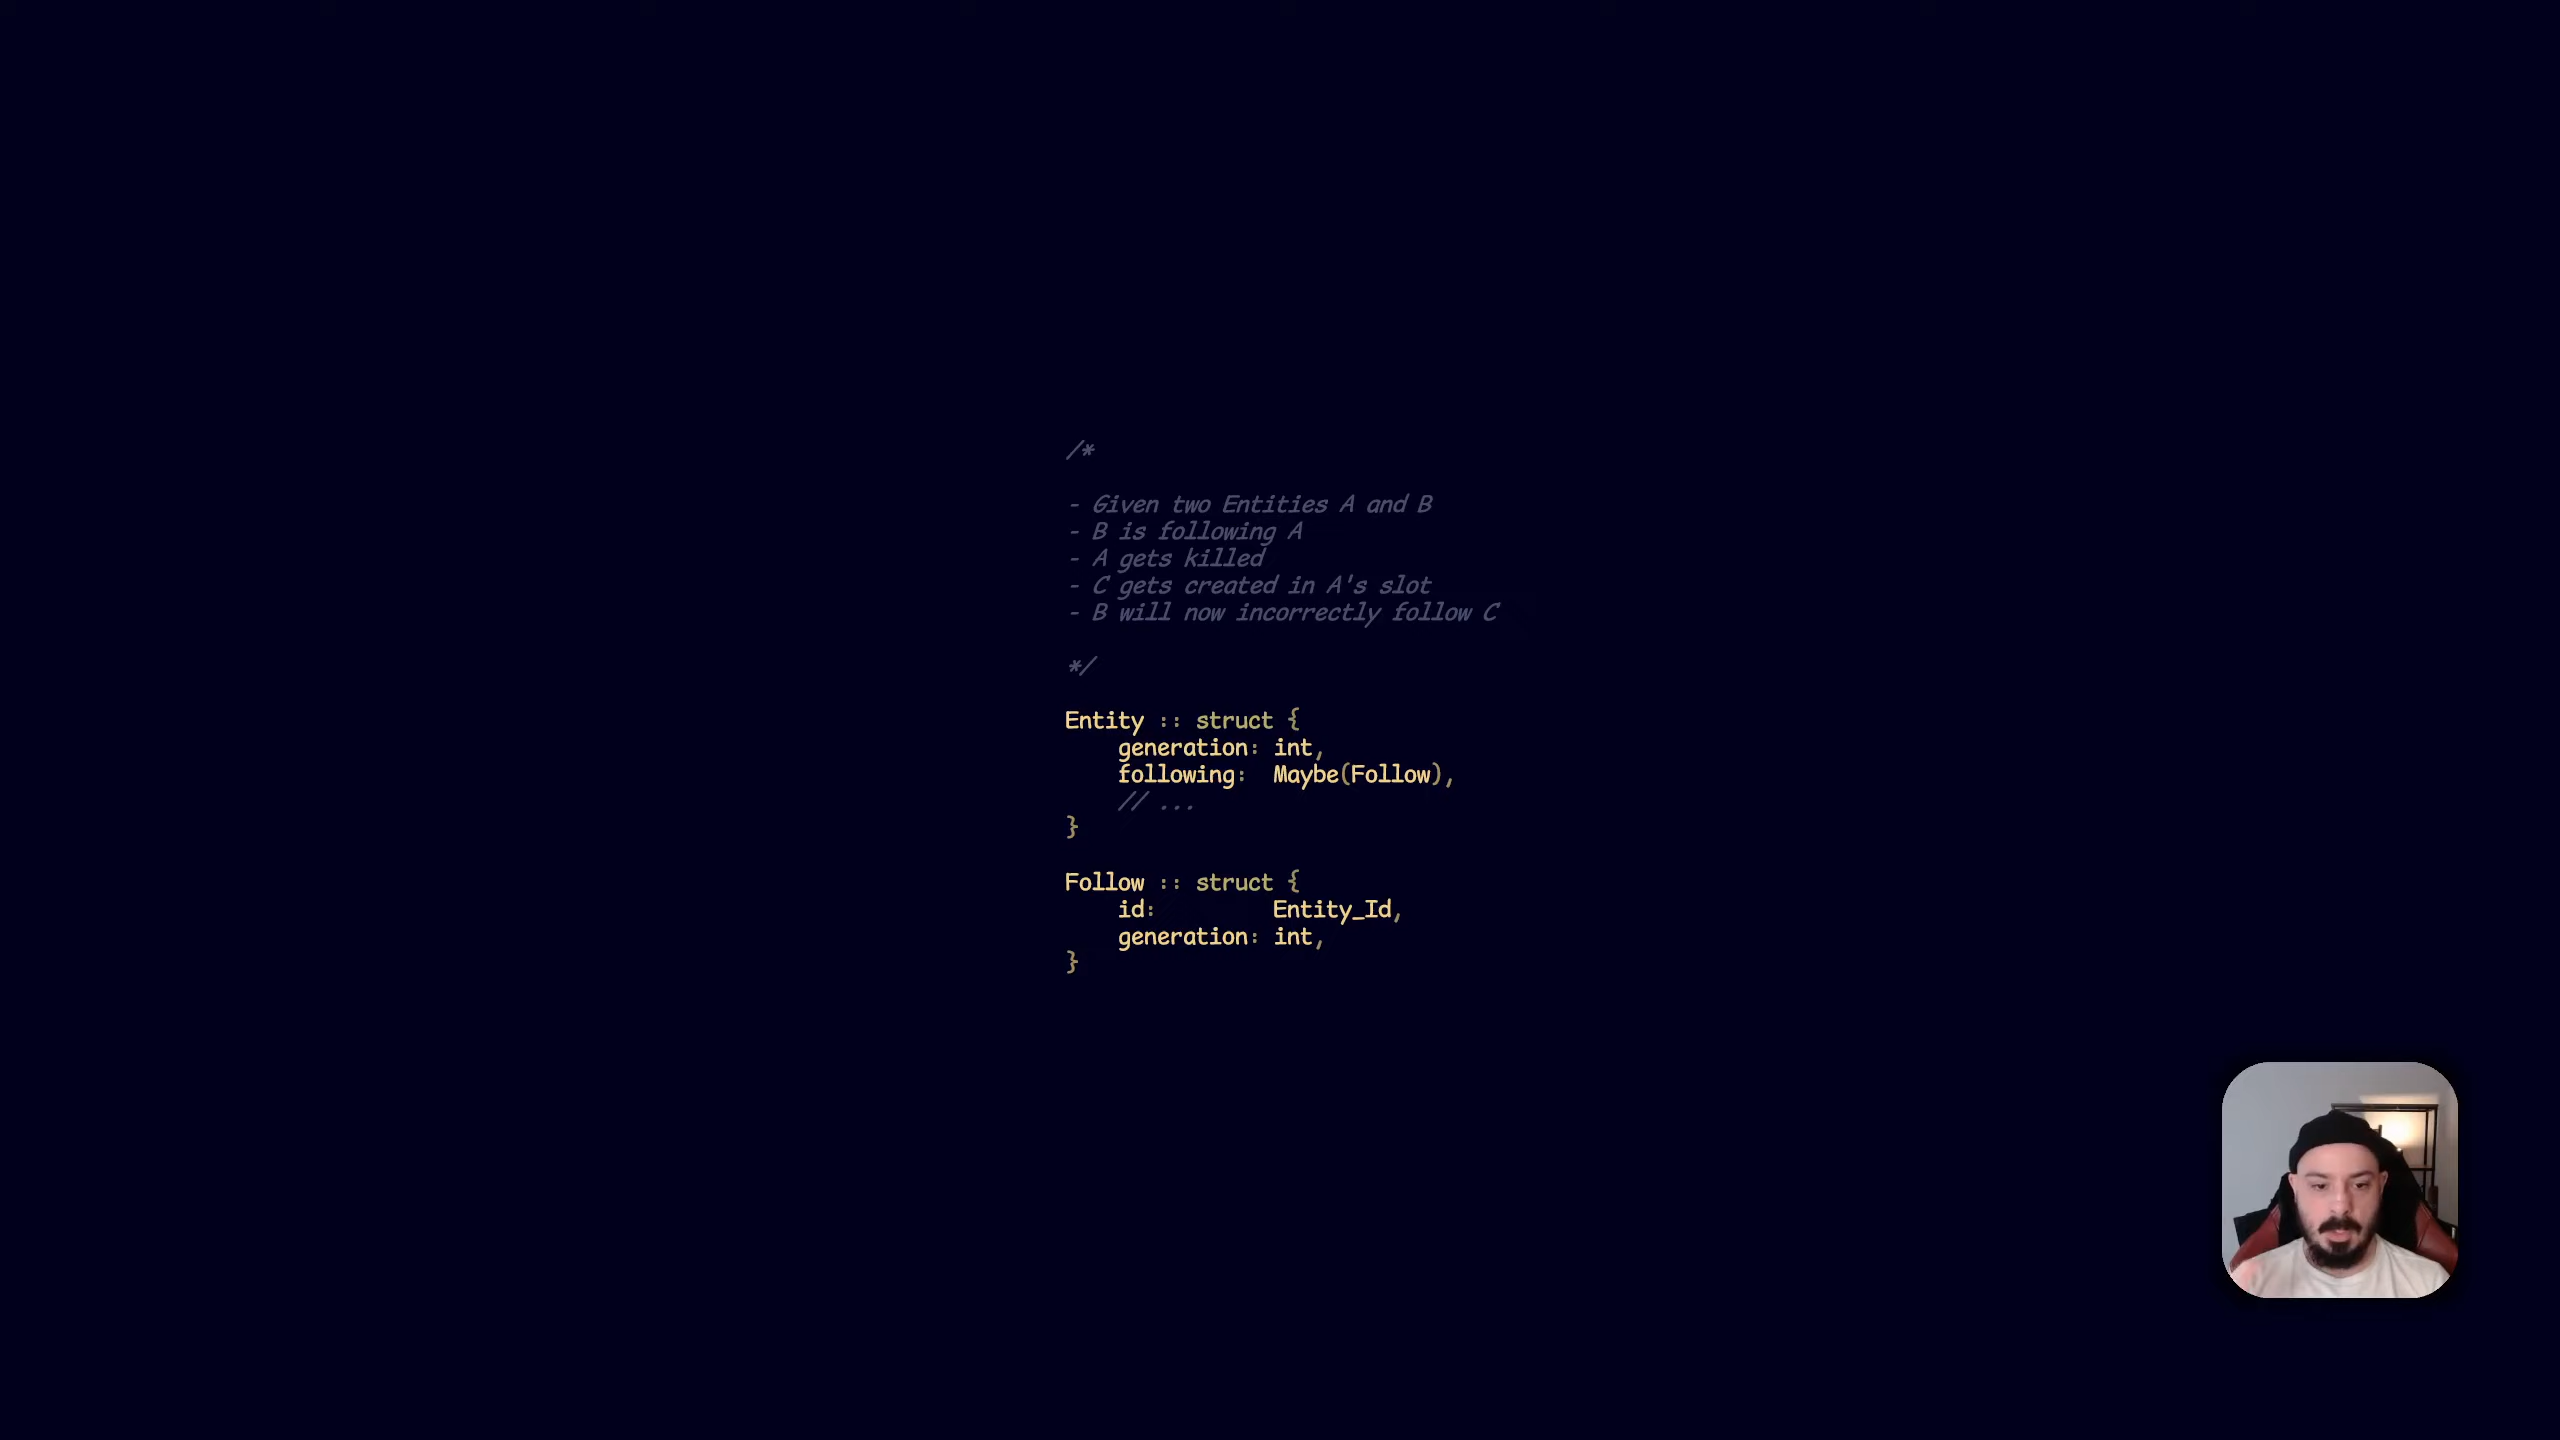 /*
- Given two Entities A and B
- B is following A
- A gets killed
- C gets created in A's slot
- B will now incorrectly follow C
*/
Entity :: struct {
    generation: int,
    following:  Maybe(Follow),
    // ...
}
Follow :: struct {
    id:         Entity_Id,
    generation: int,
}